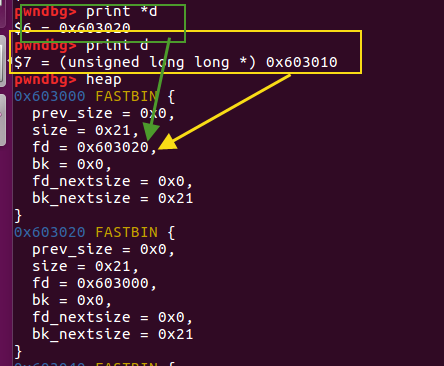 pwndbg> print *d
$6 = 0x603020
pwndbg> print d
$7 = (unsigned long long *) 0x603010
pwndbg> heap
0x603000 FASTBIN {
prev_size = 0x0,
size = 0x21,
fd = 0x603020,
bk = 0x0,
fd_nextsize = 0x0,
bk_nextsize = 0x21
}
0x603020 FASTBIN {
prev_size = 0x0,
size = 0x21,
fd = 0x603000,
bk = 0x0,
fd_nextsize = 0x0,
bk_nextsize = 0x21
}
0x603040 FASTBIN {